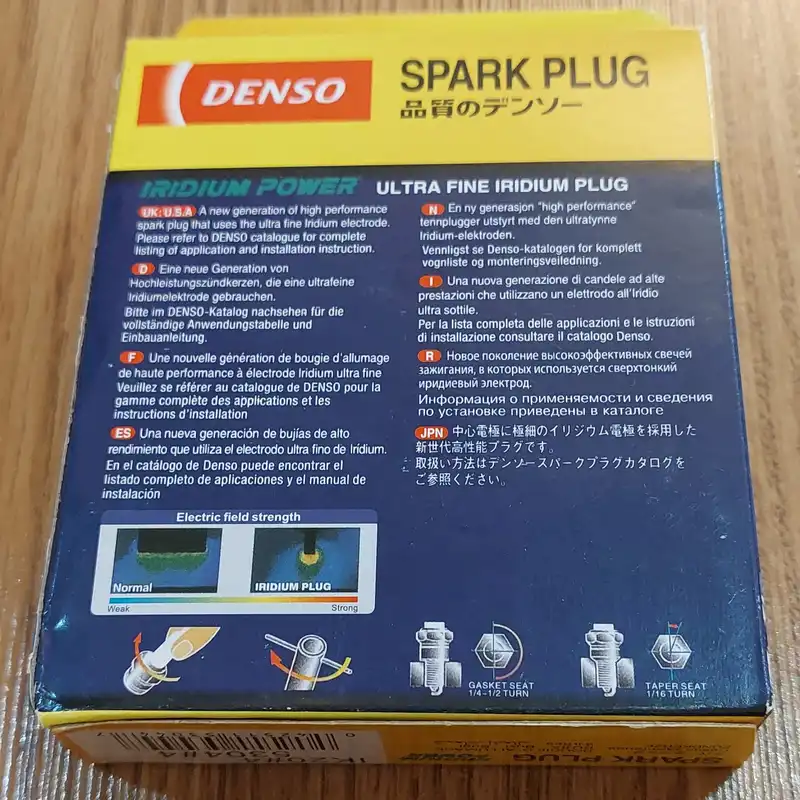 DENSO
SPARK PLUG
品質のデンソー
IRIDIUM POWER ULTRA FINE IRIDIUM PLUG
UK:U.S.A A new generation of high performance
spark plug that uses the ultra fine Iridium electrode.
Please refer to DENSO catalogue for complete
listing of application and installation instruction.
D Eine neue Generation von
Hochleistungszündkerzen, die eine ultrafeine
Iridiumelektrode gebrauchen.
Bitte im DENSO-Katalog nachsehen für die
vollständige Anwendungstabelle und
Einbauanleitung.
F Une nouvelle génération de bougie d'allumage
de haute performance à électrode Iridium ultra fine
Veuillez se référer au catalogue de DENSO pour la
gamme complète des applications et les
instructions d'installation
ES Una nueva generación de bujías de alto
rendimiento que utiliza el electrodo ultra fino de Iridium.
En el catálogo de Denso puede encontrar el
listado completo de aplicaciones y el manual de
instalación
N En ny generasjon "high performance"
tennplugger utstyrt med den ultratynne
Iridium-elektroden.
Vennligst se Denso-katalogen for komplett
vognliste og monteringsveiledning.
I Una nuova generazione di candele ad alte
prestazioni che utilizzano un elettrodo all'Iridio
ultra sottile.
Per la lista completa delle applicazioni e le istruzioni
di installazione consultare il catalogo Denso.
R Новое поколение высокоэффективных свечей
зажигания, в которых используется сверхтонкий
иридиевый электрод.
Информация о применяемости и сведения
по установке приведены в каталоге
JPN 中心電極に極細のイリジウム電極を採用した
新世代高性能プラグです。
取扱い方法はデンソースパークプラグカタログを
ご参照ください。
Electric field strength
Normal
IRIDIUM PLUG
Weak
Strong
GASKET SEAT
1/4-1/2 TURN
TAPER SEAT
1/16 TURN
SPARK PLUG